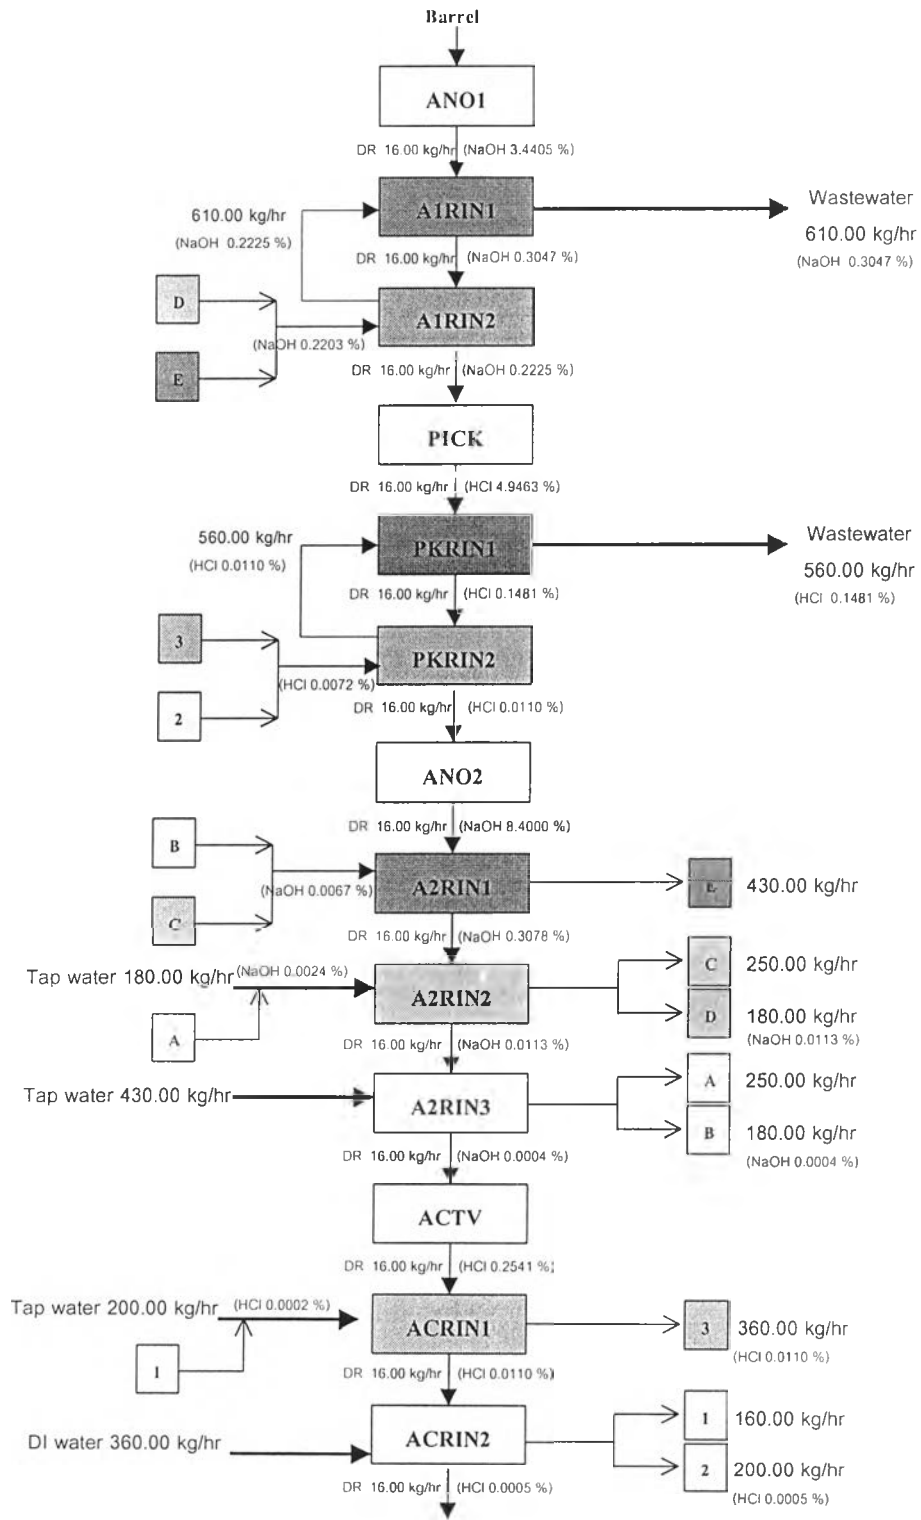 Barrel
ANO1
DR 16.00 kg/hr (NaOH 3.4405 %)
A1RIN1
Wastewater
610.00 kg/hr
(NaOH 0.3047 %)
610.00 kg/hr
(NaOH 0.2225 %)
DR 16.00 kg/hr (NaOH 0.3047 %)
D
A1RIN2
(NaOH 0.2203 %)
E
DR 16.00 kg/hr (NaOH 0.2225 %)
PICK
DR 16.00 kg/hr (HCl 4.9463 %)
560.00 kg/hr
(HCl 0.0110 %)
PKRIN1
Wastewater
560.00 kg/hr
(HCl 0.1481 %)
DR 16.00 kg/hr (HCl 0.1481 %)
3
PKRIN2
(HCl 0.0072 %)
2
DR 16.00 kg/hr (HCl 0.0110 %)
ANO2
DR 16.00 kg/hr (NaOH 8.4000 %)
B
A2RIN1
E 430.00 kg/hr
(NaOH 0.0067 %)
C
DR 16.00 kg/hr (NaOH 0.3078 %)
Tap water 180.00 kg/hr (NaOH 0.0024 %)
A2RIN2
C 250.00 kg/hr
D 180.00 kg/hr
(NaOH 0.0113 %)
A
DR 16.00 kg/hr (NaOH 0.0113 %)
Tap water 430.00 kg/hr
A2RIN3
A 250.00 kg/hr
B 180.00 kg/hr
(NaOH 0.0004 %)
DR 16.00 kg/hr (NaOH 0.0004 %)
ACTV
DR 16.00 kg/hr (HCl 0.2541 %)
Tap water 200.00 kg/hr (HCl 0.0002 %)
ACRIN1
3 360.00 kg/hr
(HCl 0.0110 %)
1
DR 16.00 kg/hr (HCl 0.0110 %)
DI water 360.00 kg/hr
ACRIN2
1 160.00 kg/hr
2 200.00 kg/hr
(HCl 0.0005 %)
DR 16.00 kg/hr (HCl 0.0005 %)